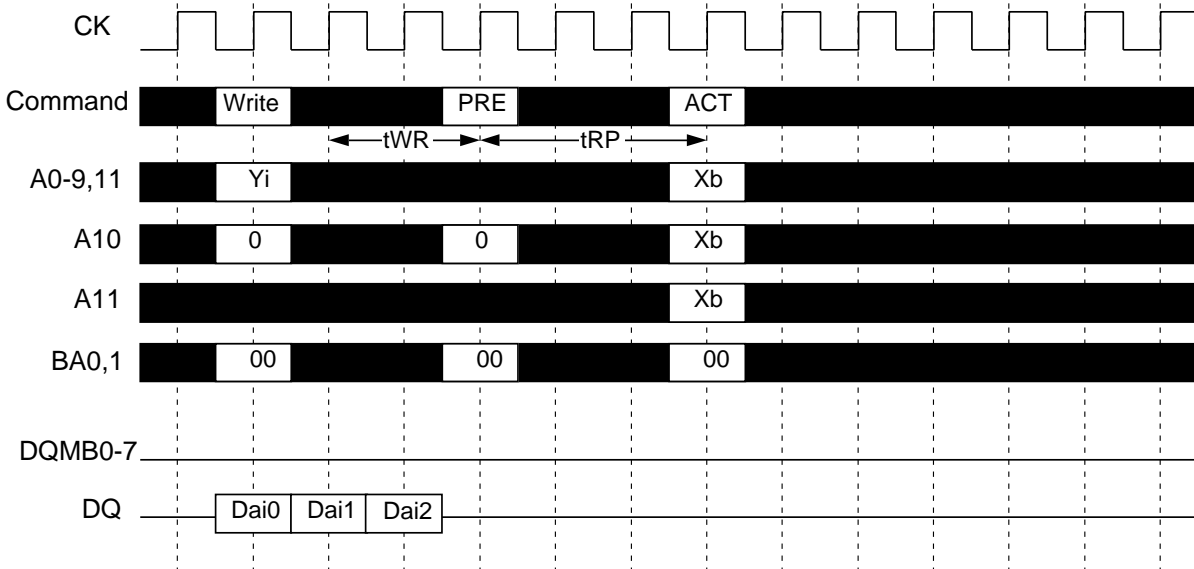 CK
Command Write PRE ACT
tWR tRP
A0-9,11 Yi Xb
A10 0 0 Xb
A11 Xb
BA0,1 00 00 00
DQMB0-7
DQ Dai0 Dai1 Dai2